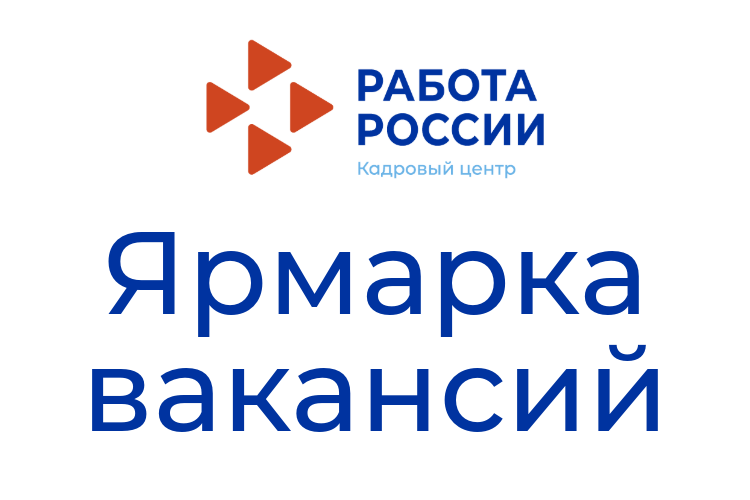 РАБОТА
РОССИИ
Кадровый центр
Ярмарка
вакансий